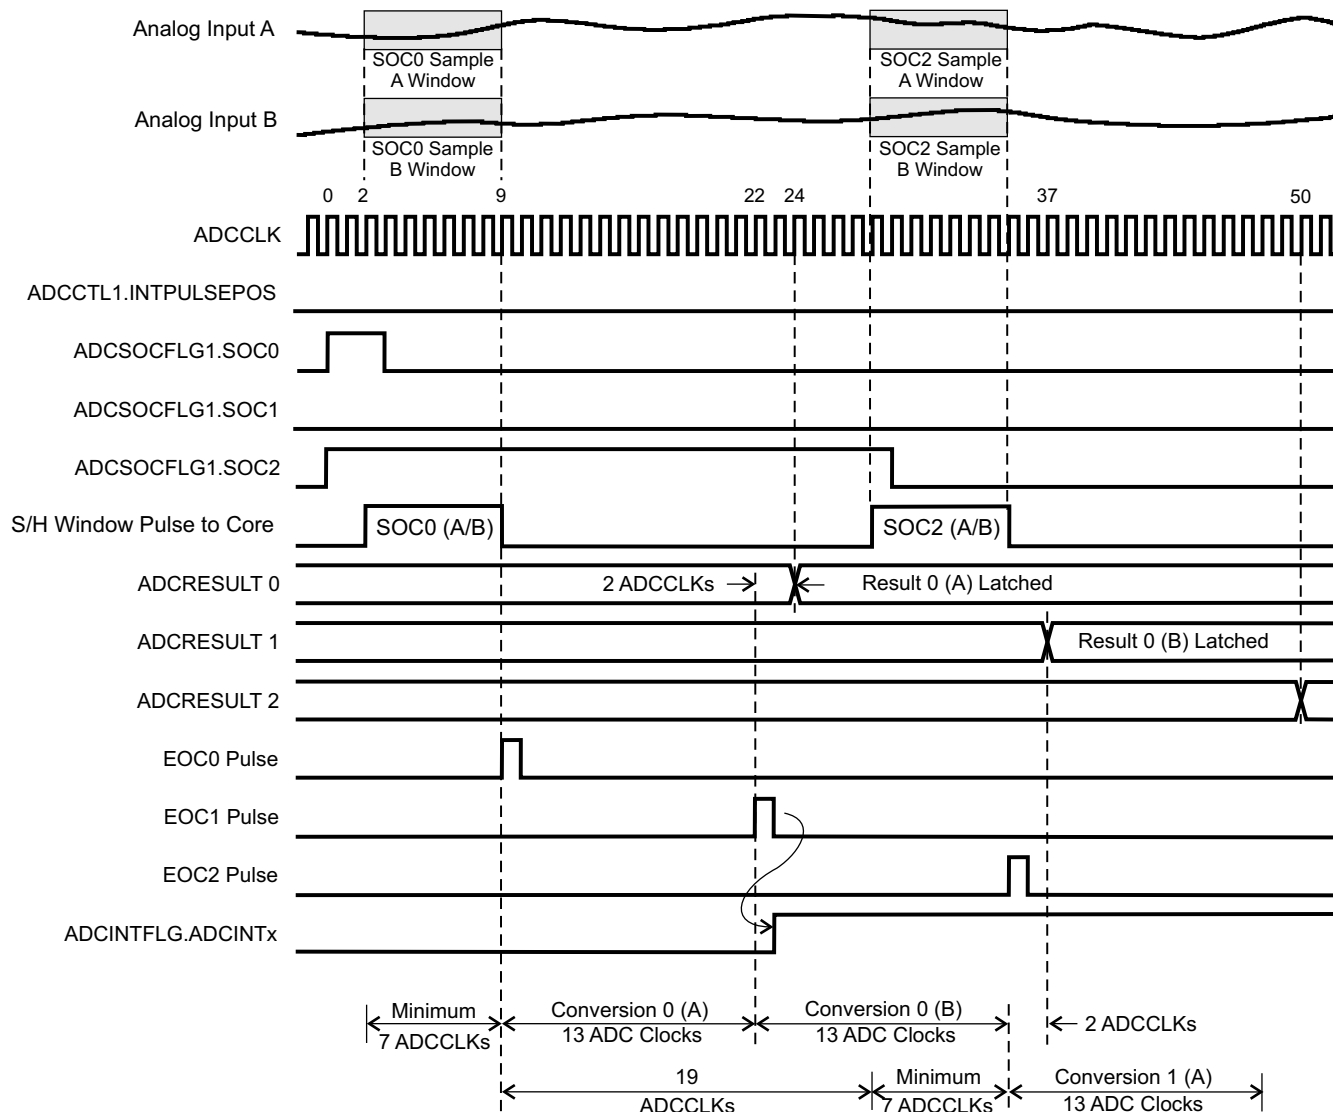 Analog Input A
SOC0 Sample
A Window
SOC2 Sample
A Window
Analog Input B
SOC0 Sample
B Window
SOC2 Sample
B Window
0 2 9 22 24 37 50
ADCCLK
ADCCTL1.INTPULSEPOS
ADCSOCFLG1.SOC0
ADCSOCFLG1.SOC1
ADCSOCFLG1.SOC2
S/H Window Pulse to Core
SOC0 (A/B)
SOC2 (A/B)
ADCRESULT 0
2 ADCCLKs
Result 0 (A) Latched
ADCRESULT 1
Result 0 (B) Latched
ADCRESULT 2
EOC0 Pulse
EOC1 Pulse
EOC2 Pulse
ADCINTFLG.ADCINTx
Minimum
7 ADCCLKs
Conversion 0 (A)
13 ADC Clocks
Conversion 0 (B)
13 ADC Clocks
2 ADCCLKs
19
ADCCLKs
Minimum
7 ADCCLKs
Conversion 1 (A)
13 ADC Clocks